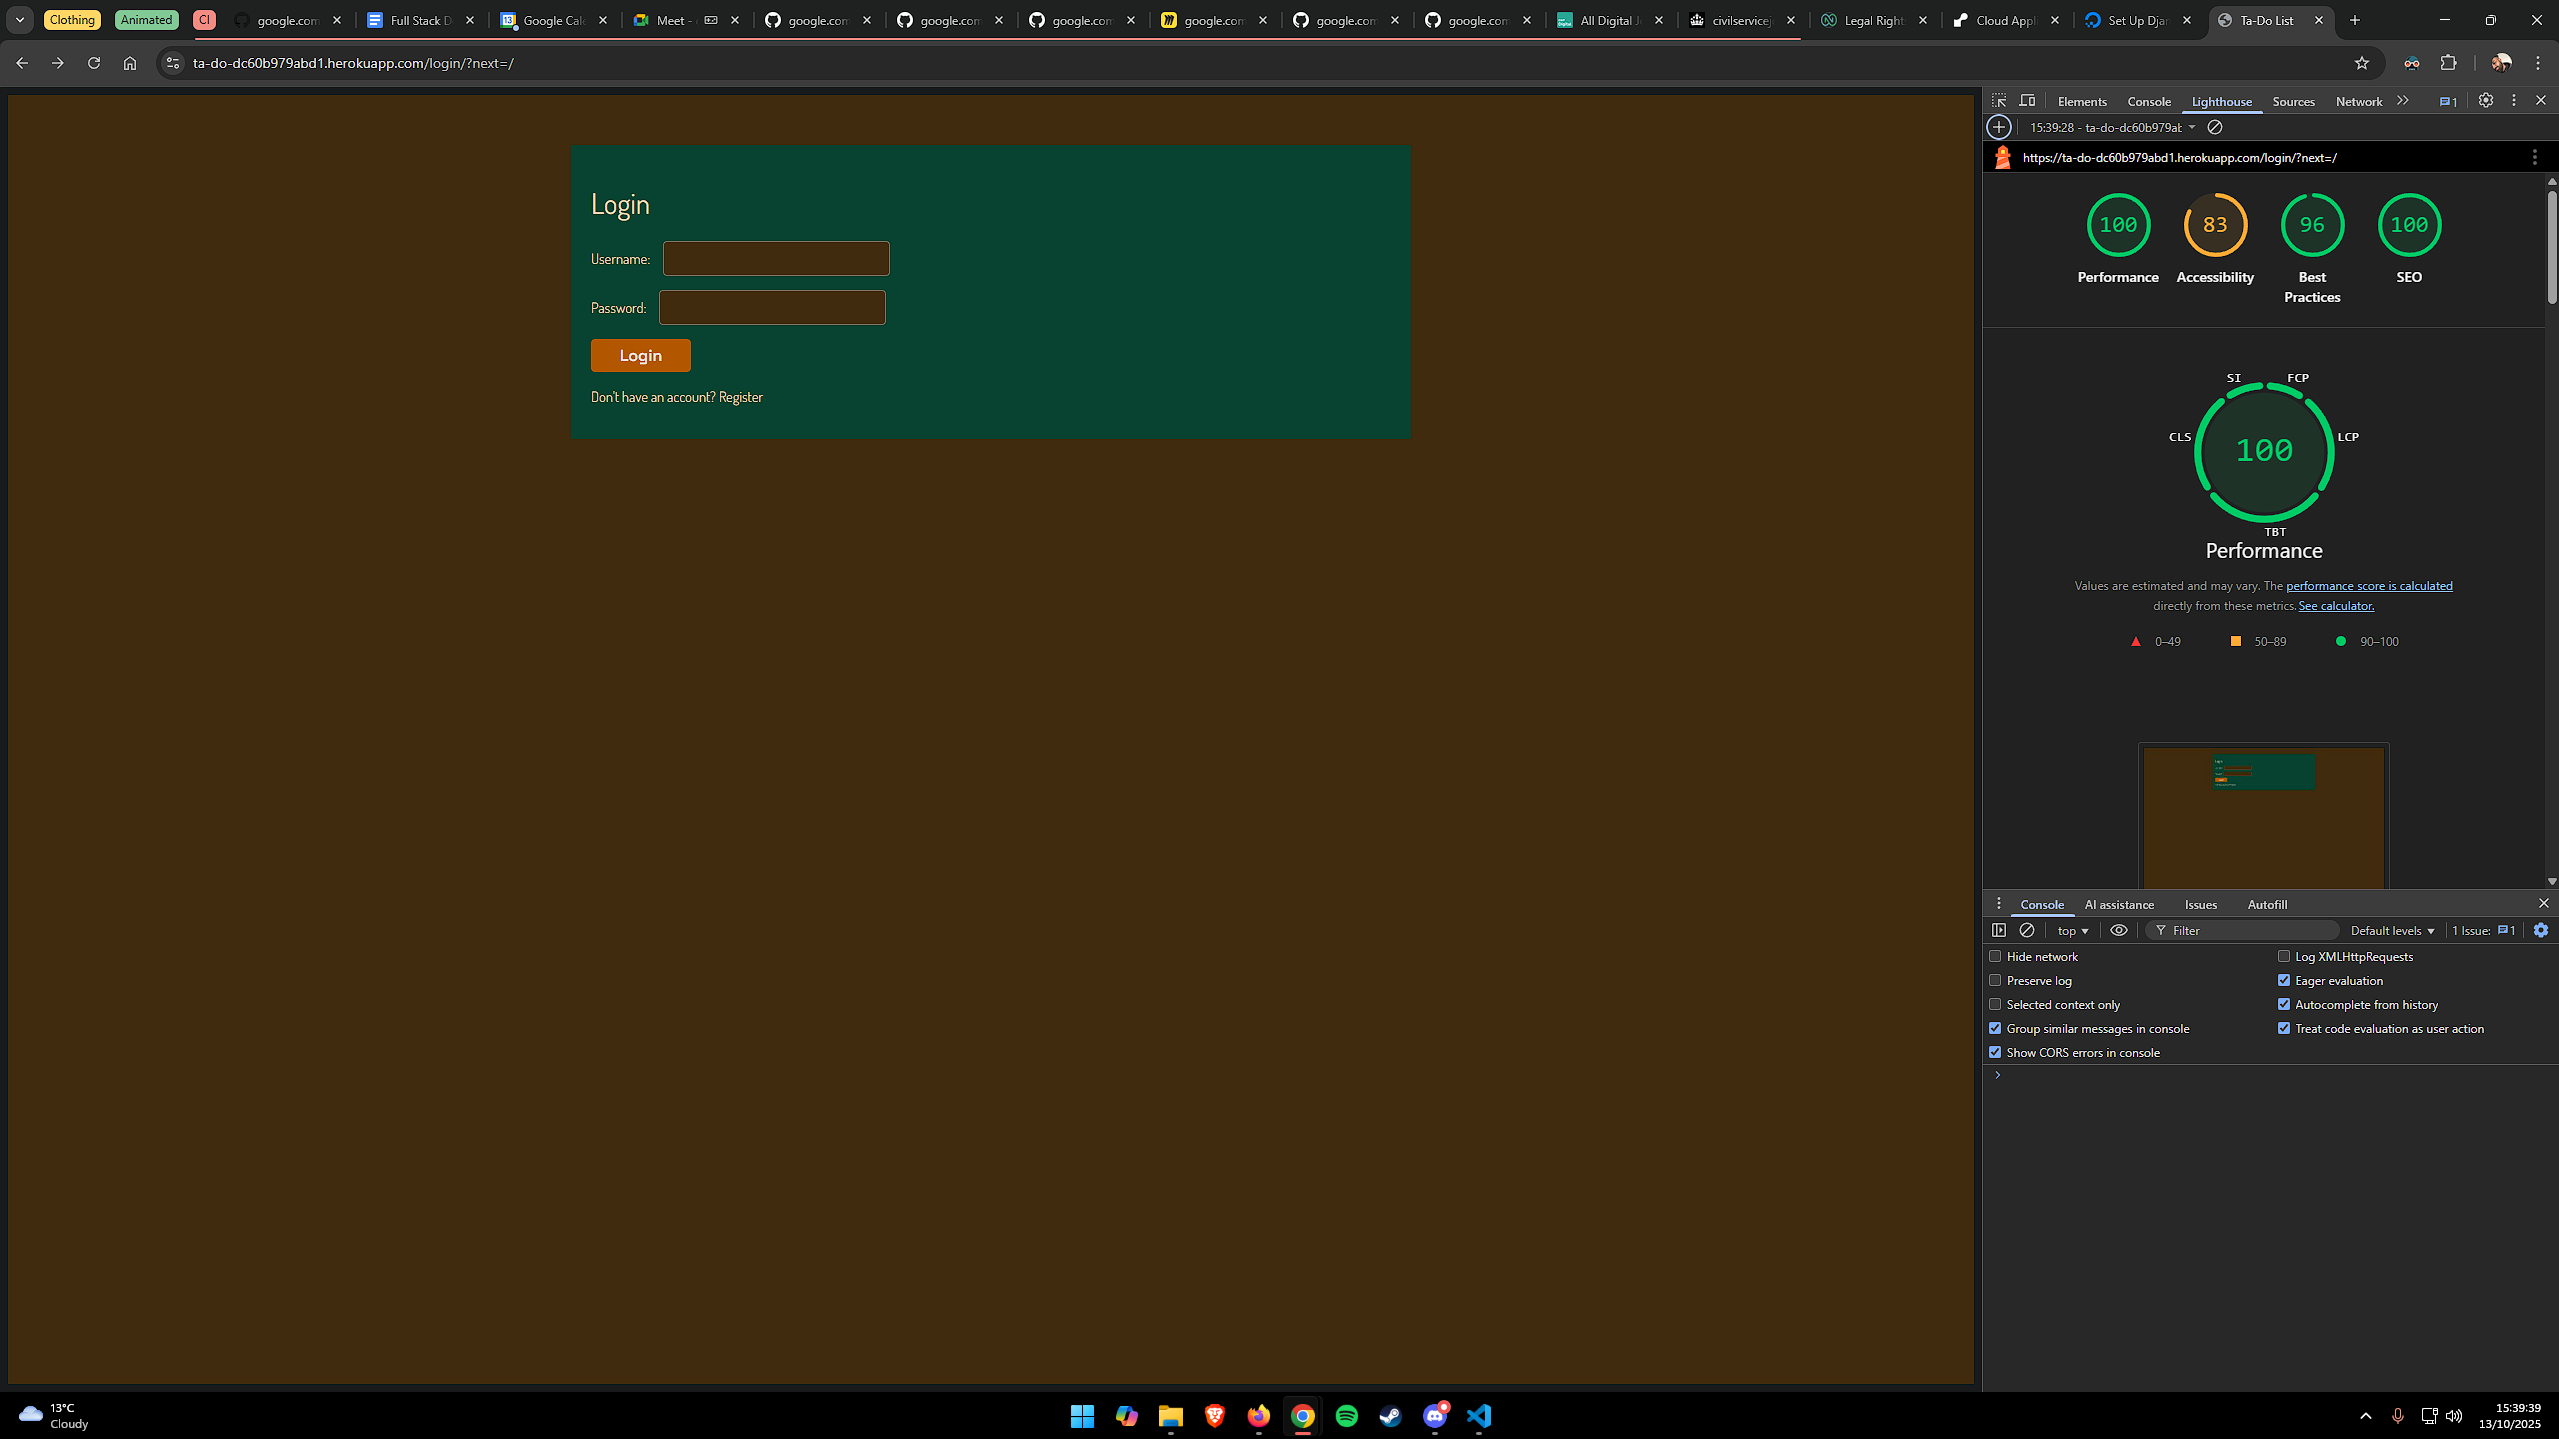 Clothing Animated CI google.com Full Stack D Google Cale Meet - google.com google.com google.com google.com google.com google.com All Digital J civilservicejo Legal Rights Cloud Appli Set Up Djan Ta-Do List
ta-do-dc60b979abd1.herokuapp.com/login/?next=/
Login
Username:
Password:
Login
Don't have an account? Register
Elements Console Lighthouse Sources Network 1
15:39:28 - ta-do-dc60b979ab
https://ta-do-dc60b979abd1.herokuapp.com/login/?next=/
100 83 96 100
Performance Accessibility Best Practices SEO
SI FCP
CLS 100 LCP
TBT
Performance
Values are estimated and may vary. The performance score is calculated
directly from these metrics. See calculator.
0–49 50–89 90–100
Console AI assistance Issues Autofill
top Filter Default levels 1 Issue: 1
Hide network Log XMLHttpRequests
Preserve log Eager evaluation
Selected context only Autocomplete from history
Group similar messages in console Treat code evaluation as user action
Show CORS errors in console
13°C
Cloudy
15:39:39
13/10/2025